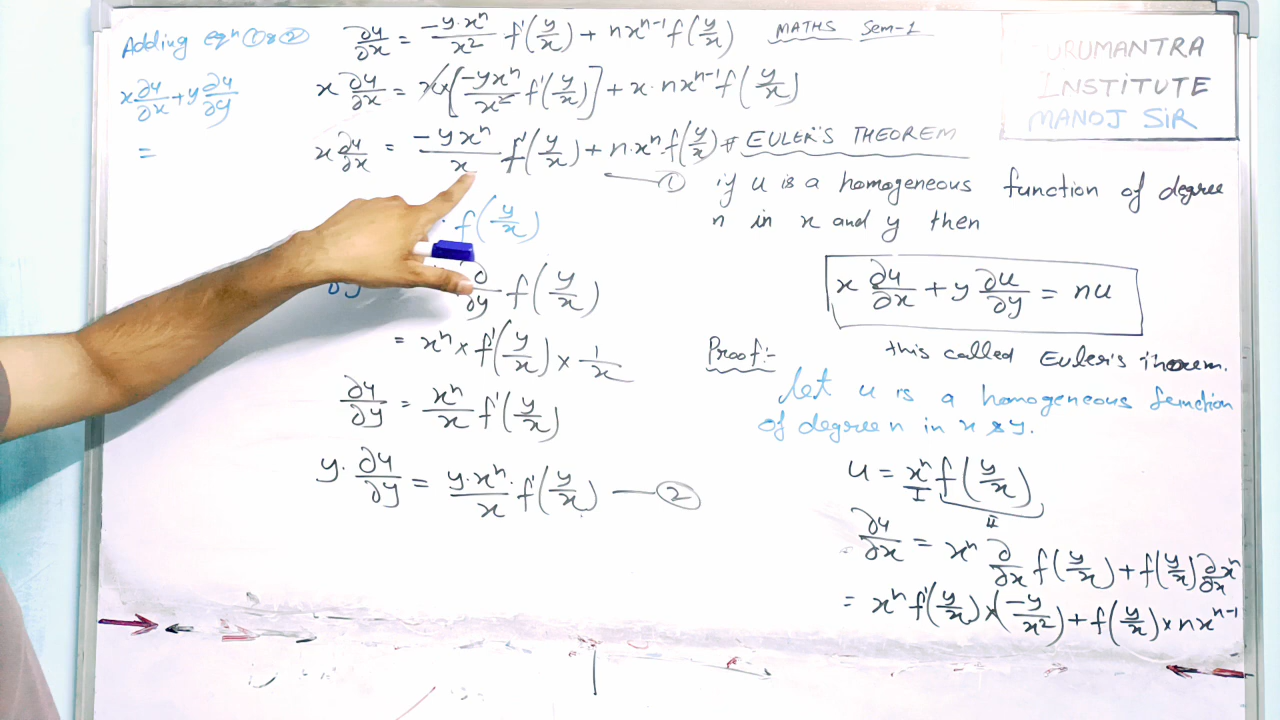 MATHS Sem-1
GURUMANTRA
INSTITUTE
MANOJ SIR
# EULER'S THEOREM
if u is a homogeneous function of degree
n in x and y then
x ∂u/∂x + y ∂u/∂y = nu
this called Euler's theorem.
Proof:-
let u is a homogeneous function
of degree n in x & y.
u = xⁿ f(y/x)
I II
∂u/∂x = xⁿ ∂/∂x f(y/x) + f(y/x) ∂/∂x xⁿ
= xⁿ f'(y/x) × (-y/x²) + f(y/x) × nxⁿ⁻¹
∂u/∂x = -y·xⁿ/x² f'(y/x) + nxⁿ⁻¹ f(y/x)
x ∂u/∂x = x × [-yxⁿ/x² f'(y/x)] + x · nxⁿ⁻¹ f(y/x)
x ∂u/∂x = -yxⁿ/x f'(y/x) + n·xⁿ·f(y/x)
— ①
· f(y/x)
∂y ∂/∂y f(y/x)
= xⁿ × f'(y/x) × 1/x
∂u/∂y = xⁿ/x f'(y/x)
y · ∂u/∂y = y·xⁿ/x · f'(y/x) — ②
Adding eqⁿ ① & ②
x ∂u/∂x + y ∂u/∂y
=